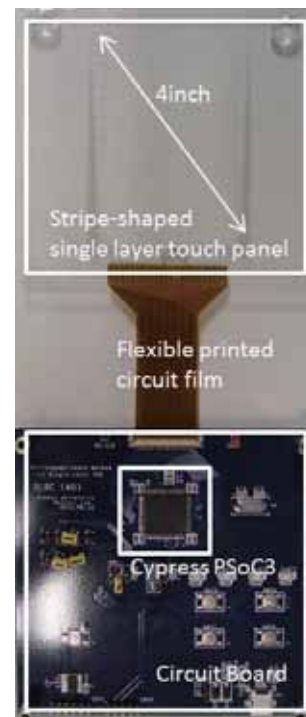 4inch
Stripe-shaped
single layer touch panel
Flexible printed
circuit film
Cypress PSoC3
Circuit Board